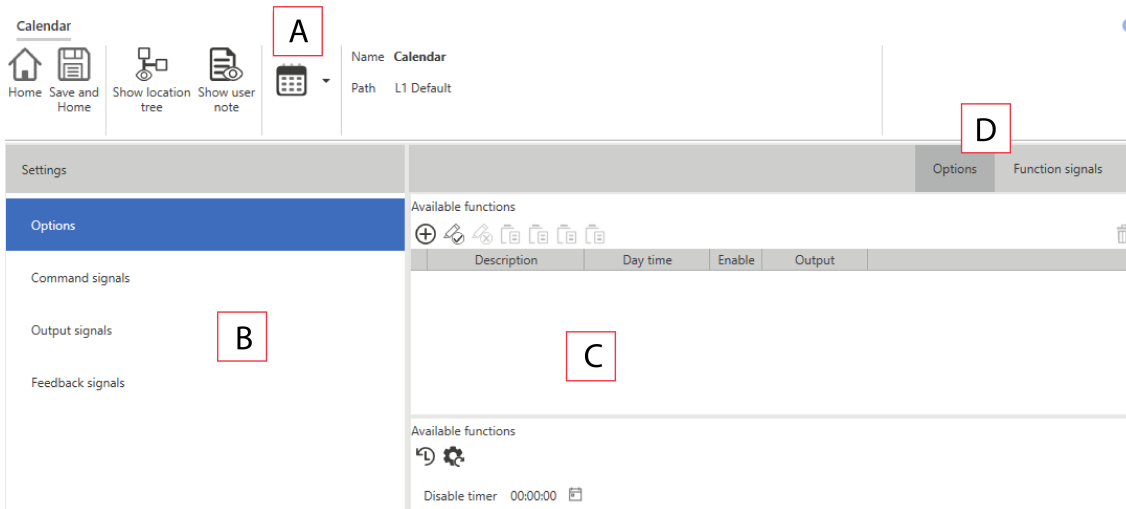 Calendar
A
Name Calendar
Home Save and Home Show location tree Show user note
Path L1 Default
D
Settings
Options Function signals
Options
Available functions
Description Day time Enable Output
Command signals
Output signals
B
C
Feedback signals
Available functions
Disable timer 00:00:00